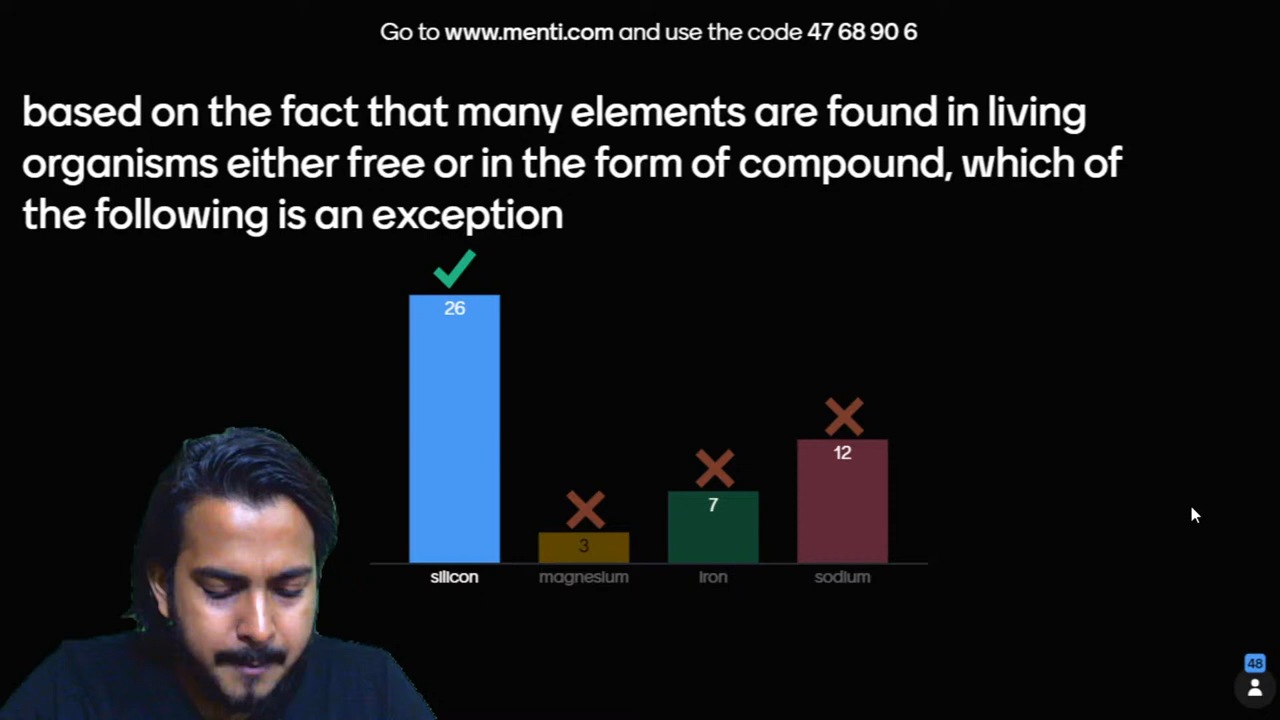 Go to www.menti.com and use the code 47 68 90 6
based on the fact that many elements are found in living
organisms either free or in the form of compound, which of
the following is an exception
26
3
7
12
silicon
magnesium
iron
sodium
48